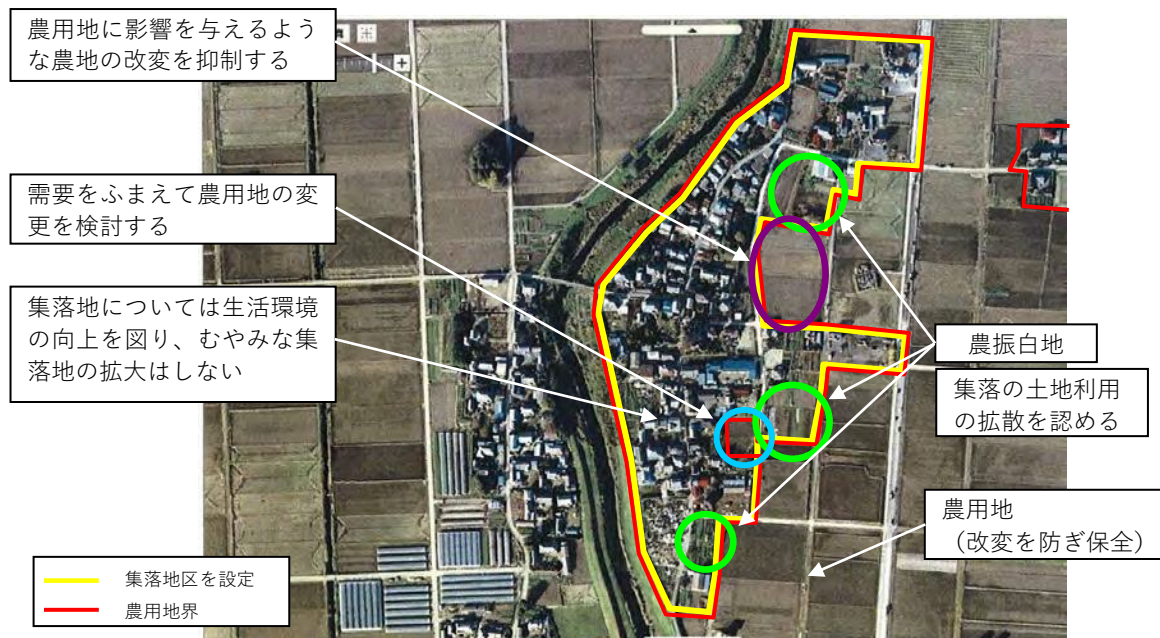 農用地に影響を与えるよう
な農地の改変を抑制する
需要をふまえて農用地の変
更を検討する
集落地については生活環境
の向上を図り、むやみな集
落地の拡大はしない
農振白地
集落の土地利用
の拡散を認める
農用地
（改変を防ぎ保全）
集落地区を設定
農用地界